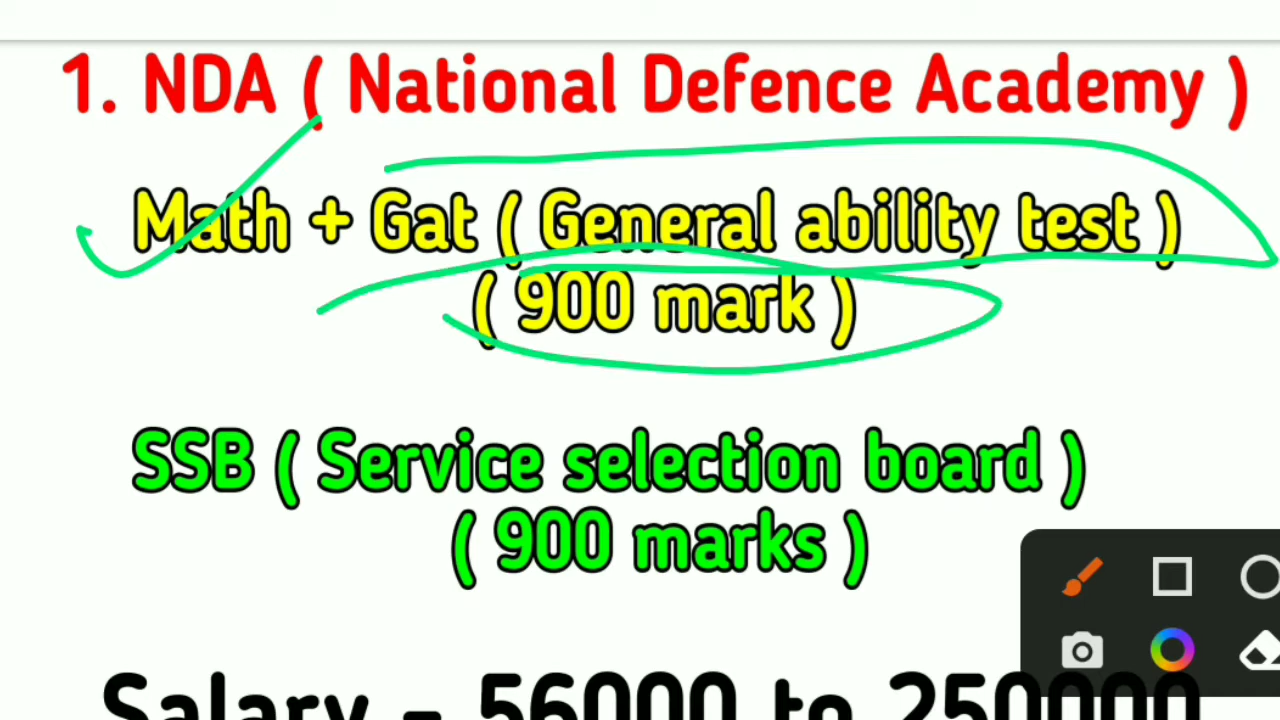 1. NDA ( National Defence Academy )
Math + Gat ( General ability test )
( 900 mark )
SSB ( Service selection board )
( 900 marks )
Salary - 56000 to 250000